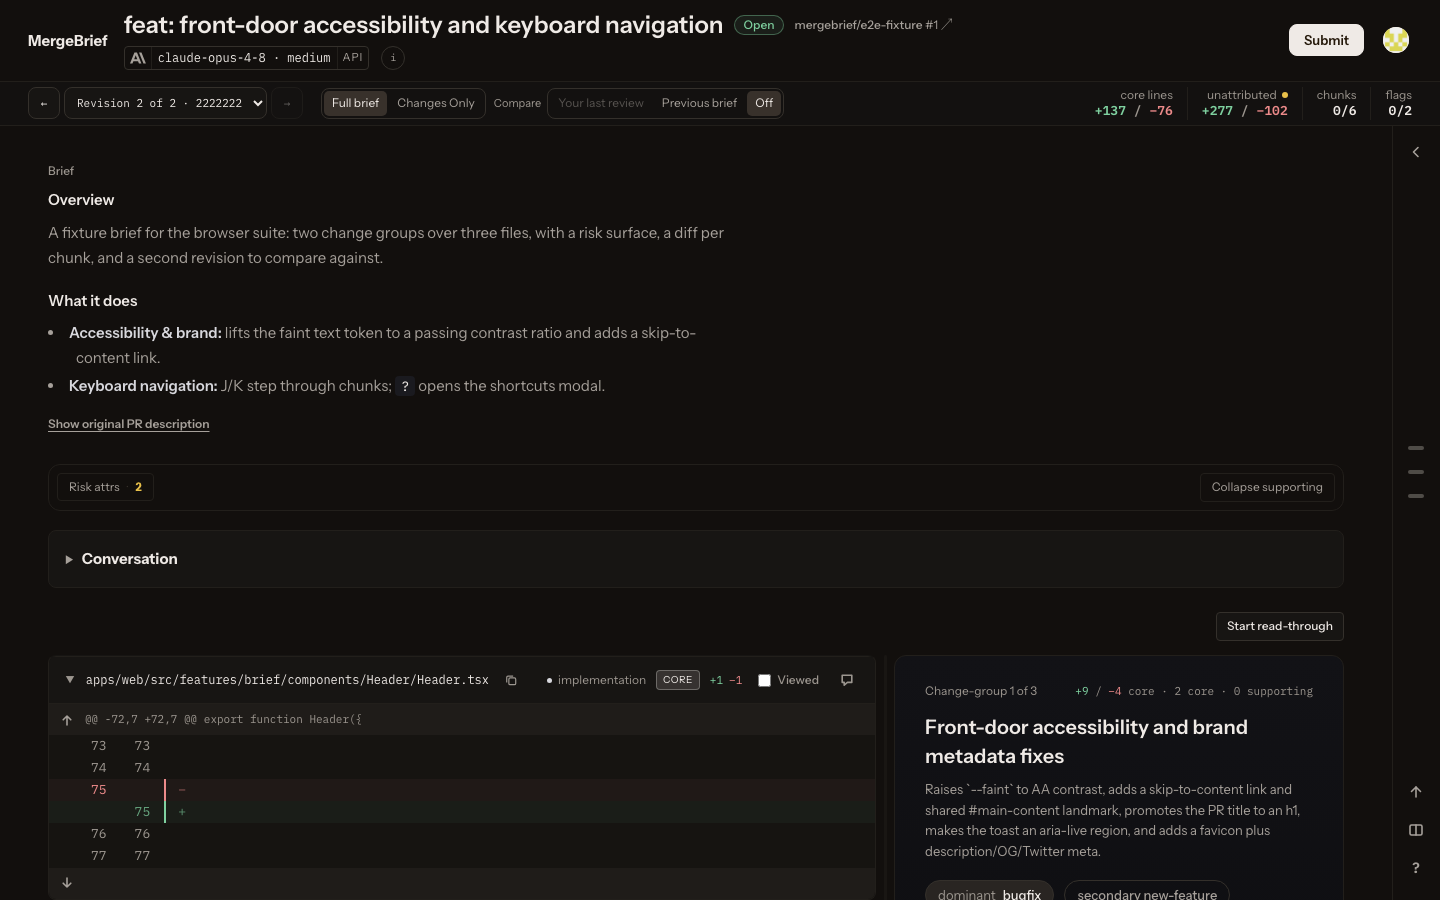 MergeBrief
feat: front-door accessibility and keyboard navigation
Open
mergebrief/e2e-fixture #1
claude-opus-4-8 · medium API
i
Submit
Revision 2 of 2 · 2222222
Full brief
Changes Only
Compare
Your last review
Previous brief
Off
core lines
+137 / −76
unattributed
+277 / −102
chunks
0/6
flags
0/2
Brief
Overview
A fixture brief for the browser suite: two change groups over three files, with a risk surface, a diff per
chunk, and a second revision to compare against.
What it does
• Accessibility & brand: lifts the faint text token to a passing contrast ratio and adds a skip-to-
content link.
• Keyboard navigation: J/K step through chunks; ? opens the shortcuts modal.
Show original PR description
Risk attrs 2
Collapse supporting
Conversation
Start read-through
apps/web/src/features/brief/components/Header/Header.tsx
implementation
CORE
+1 −1
Viewed
@@ -72,7 +72,7 @@ export function Header({
73 73
74 74
75 −
75 +
76 76
77 77
Change-group 1 of 3
+9 / −4 core · 2 core · 0 supporting
Front-door accessibility and brand
metadata fixes
Raises `--faint` to AA contrast, adds a skip-to-content link and
shared #main-content landmark, promotes the PR title to an h1,
makes the toast an aria-live region, and adds a favicon plus
description/OG/Twitter meta.
dominant bugfix
secondary new-feature
?